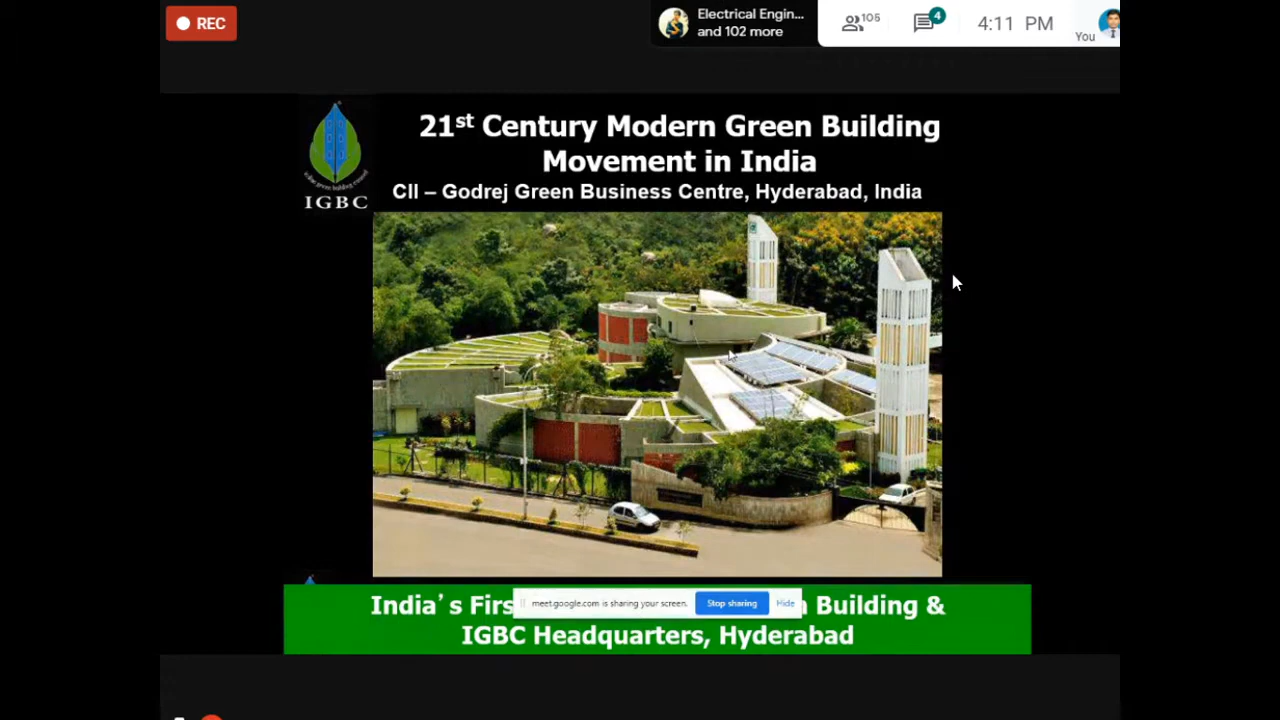 REC
Electrical Engin...
and 102 more
105
4
4:11 PM
You
21st Century Modern Green Building
Movement in India
CII – Godrej Green Business Centre, Hyderabad, India
IGBC
meet.google.com is sharing your screen.
Stop sharing
Hide
India's Firs
Building &
IGBC Headquarters, Hyderabad